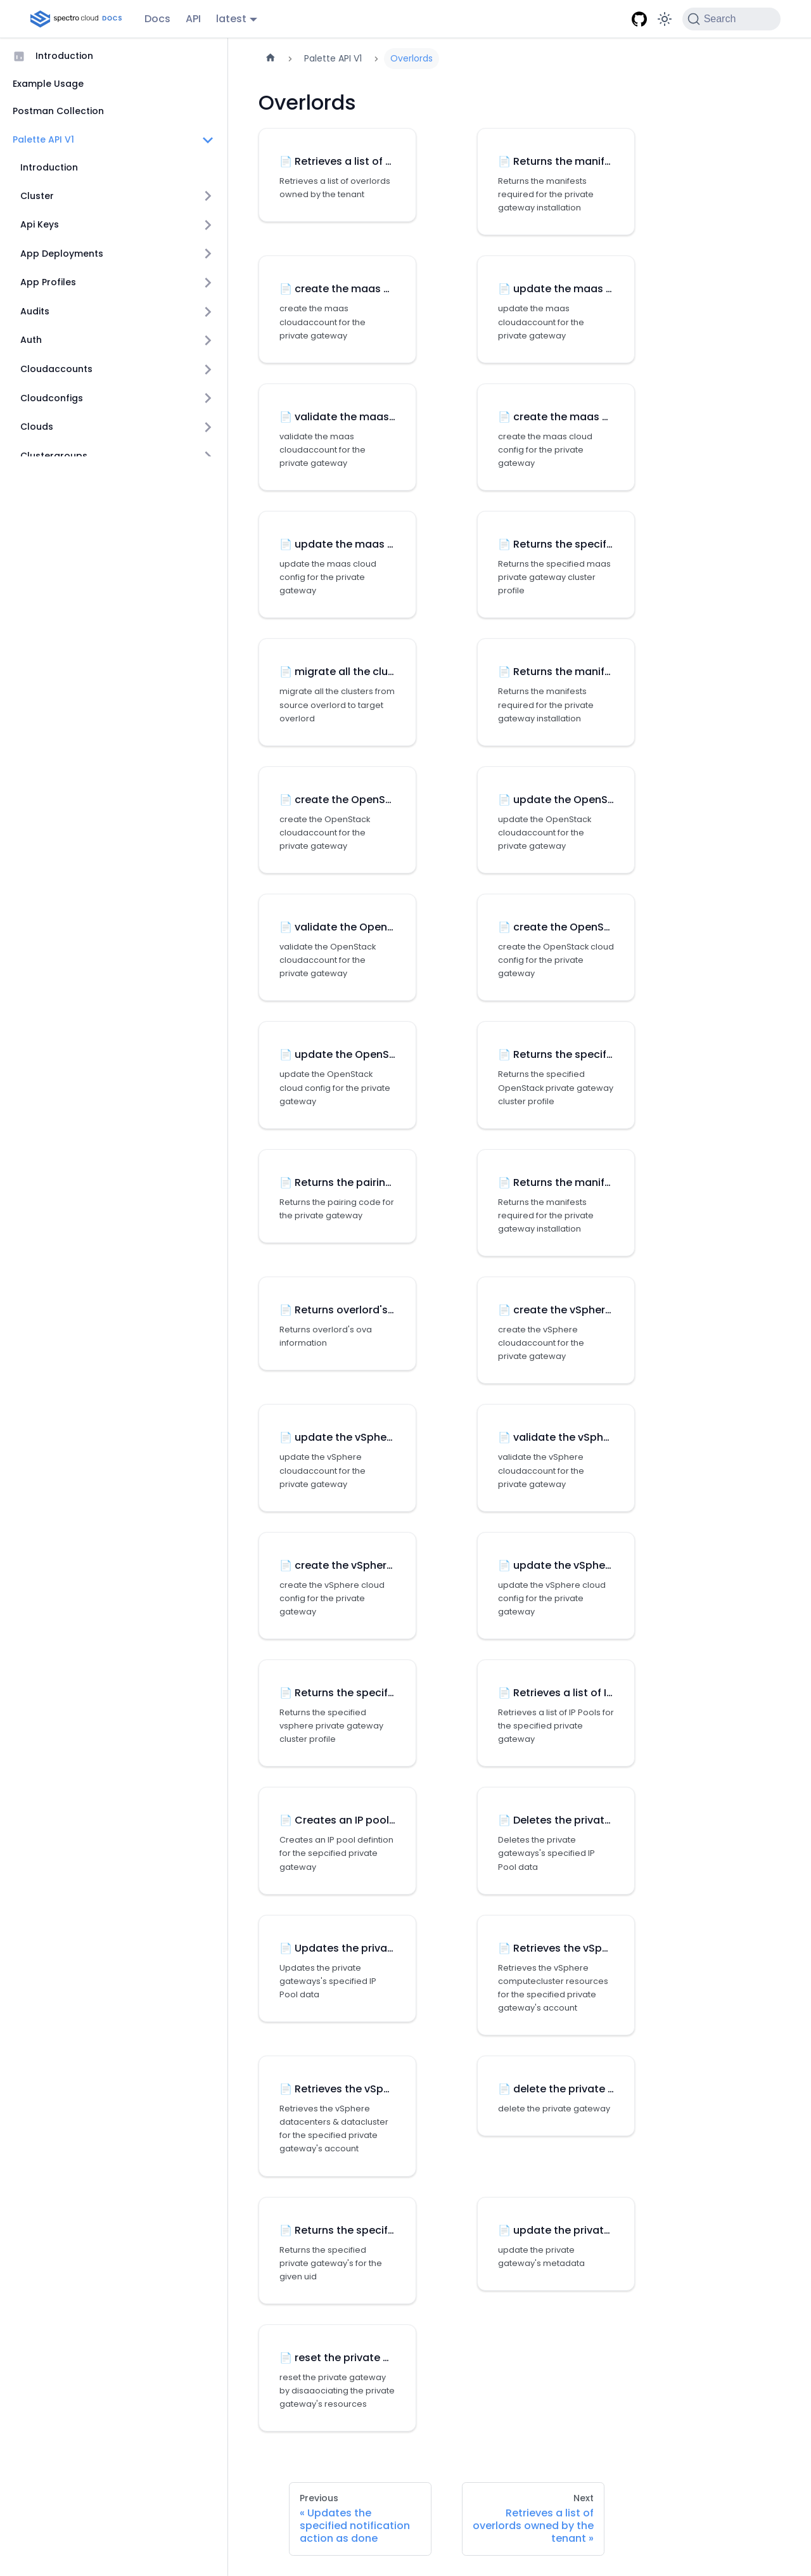 spectro cloud DOCS
Docs
API
latest
Search
Introduction
Example Usage
Postman Collection
Palette API V1
Introduction
Cluster
Api Keys
App Deployments
App Profiles
Audits
Auth
Cloudaccounts
Cloudconfigs
Clouds
Clustergroups
Palette API V1
Overlords
Overlords
Retrieves a list of ...
Retrieves a list of overlords
owned by the tenant
Returns the manif...
Returns the manifests
required for the private
gateway installation
create the maas ...
create the maas
cloudaccount for the
private gateway
update the maas ...
update the maas
cloudaccount for the
private gateway
validate the maas...
validate the maas
cloudaccount for the
private gateway
create the maas ...
create the maas cloud
config for the private
gateway
update the maas ...
update the maas cloud
config for the private
gateway
Returns the specif...
Returns the specified maas
private gateway cluster
profile
migrate all the clu...
migrate all the clusters from
source overlord to target
overlord
Returns the manif...
Returns the manifests
required for the private
gateway installation
create the OpenS...
create the OpenStack
cloudaccount for the
private gateway
update the OpenS...
update the OpenStack
cloudaccount for the
private gateway
validate the Open...
validate the OpenStack
cloudaccount for the
private gateway
create the OpenS...
create the OpenStack cloud
config for the private
gateway
update the OpenS...
update the OpenStack
cloud config for the private
gateway
Returns the specif...
Returns the specified
OpenStack private gateway
cluster profile
Returns the pairin...
Returns the pairing code for
the private gateway
Returns the manif...
Returns the manifests
required for the private
gateway installation
Returns overlord's...
Returns overlord's ova
information
create the vSpher...
create the vSphere
cloudaccount for the
private gateway
update the vSphe...
update the vSphere
cloudaccount for the
private gateway
validate the vSph...
validate the vSphere
cloudaccount for the
private gateway
create the vSpher...
create the vSphere cloud
config for the private
gateway
update the vSphe...
update the vSphere cloud
config for the private
gateway
Returns the specif...
Returns the specified
vsphere private gateway
cluster profile
Retrieves a list of I...
Retrieves a list of IP Pools for
the specified private
gateway
Creates an IP pool...
Creates an IP pool defintion
for the sepcified private
gateway
Deletes the privat...
Deletes the private
gateways's specified IP
Pool data
Updates the priva...
Updates the private
gateways's specified IP
Pool data
Retrieves the vSp...
Retrieves the vSphere
computecluster resources
for the specified private
gateway's account
Retrieves the vSp...
Retrieves the vSphere
datacenters & datacluster
for the specified private
gateway's account
delete the private ...
delete the private gateway
Returns the specif...
Returns the specified
private gateway's for the
given uid
update the privat...
update the private
gateway's metadata
reset the private ...
reset the private gateway
by disaaociating the private
gateway's resources
Previous
« Updates the
specified notification
action as done
Next
Retrieves a list of
overlords owned by the
tenant »